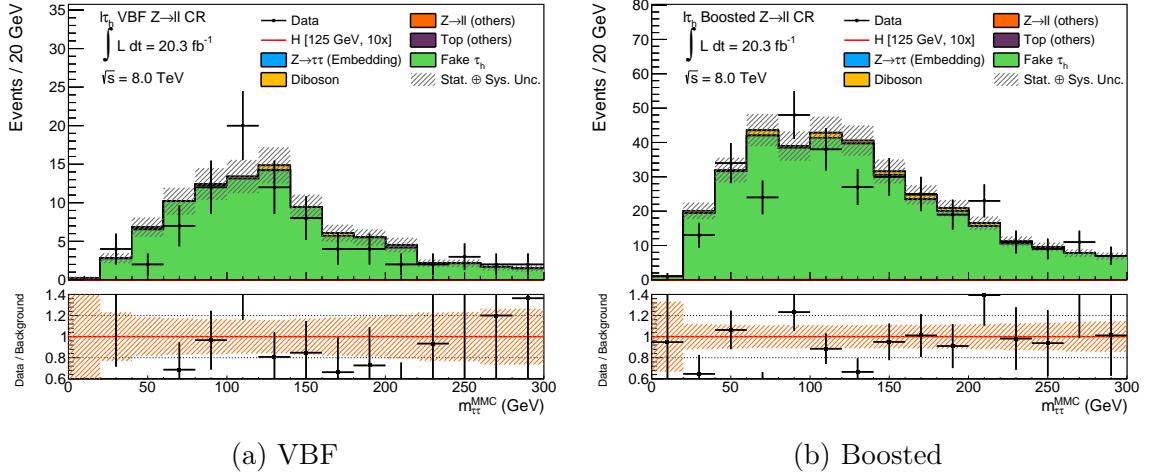 lτh VBF Z→ll CR
∫ L dt = 20.3 fb-1
√s = 8.0 TeV
Data
H [125 GeV, 10x]
Z→ττ (Embedding)
Diboson
Z→ll (others)
Top (others)
Fake τh
Stat. ⊕ Sys. Unc.
Events / 20 GeV
35
30
25
20
15
10
5
0
Data / Background
1.4
1.2
1
0.8
0.6
0 50 100 150 200 250 300
mττMMC (GeV)
(a) VBF
lτh Boosted Z→ll CR
∫ L dt = 20.3 fb-1
√s = 8.0 TeV
Data
H [125 GeV, 10x]
Z→ττ (Embedding)
Diboson
Z→ll (others)
Top (others)
Fake τh
Stat. ⊕ Sys. Unc.
Events / 20 GeV
80
70
60
50
40
30
20
10
0
Data / Background
1.4
1.2
1
0.8
0.6
0 50 100 150 200 250 300
mττMMC (GeV)
(b) Boosted